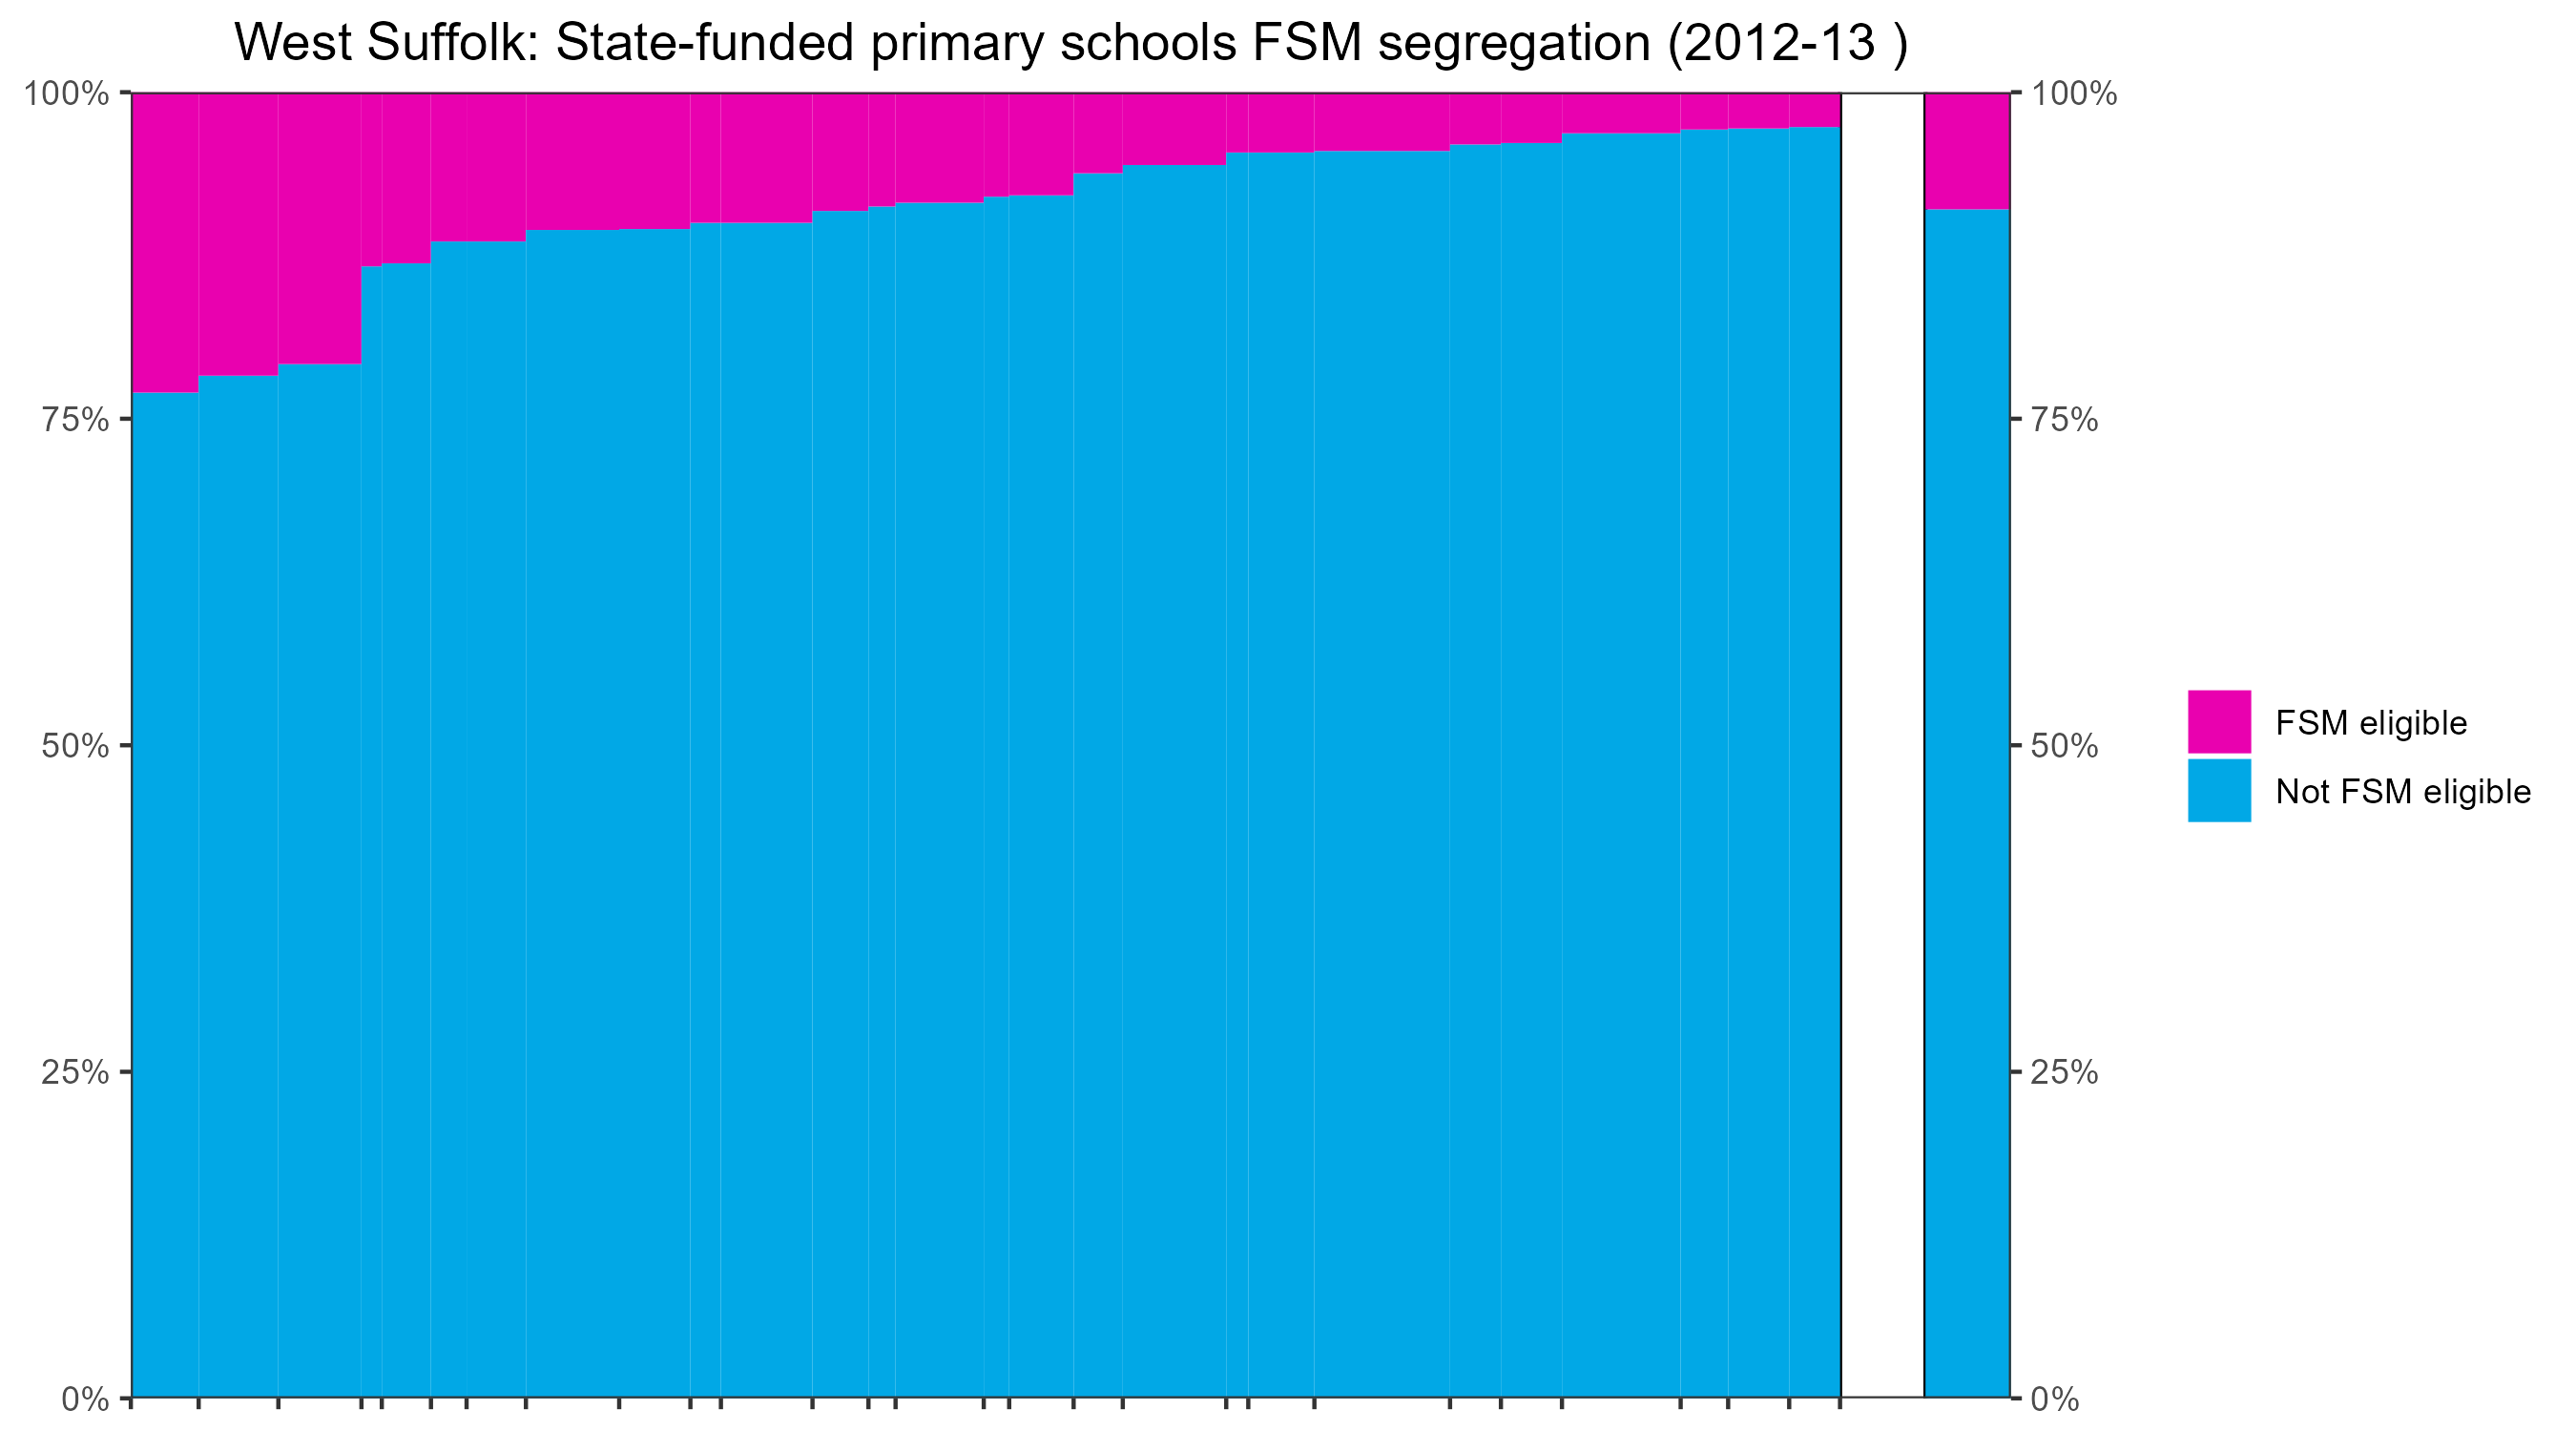 West Suffolk: State-funded primary schools FSM segregation (2012-13 )
100% 100%
75% 75%
50% 50%
25% 25%
0% 0%
FSM eligible
Not FSM eligible